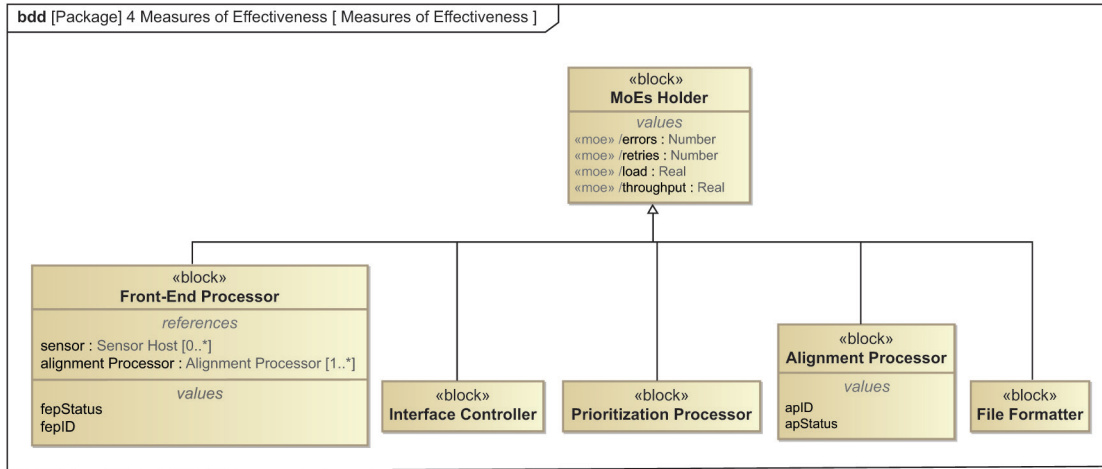 bdd [Package] 4 Measures of Effectiveness [ Measures of Effectiveness ]
«block»
MoEs Holder
values
«moe» /errors : Number
«moe» /retries : Number
«moe» /load : Real
«moe» /throughput : Real
«block»
Front-End Processor
references
sensor : Sensor Host [0..*]
alignment Processor : Alignment Processor [1..*]
values
fepStatus
fepID
«block»
Interface Controller
«block»
Prioritization Processor
«block»
Alignment Processor
values
apID
apStatus
«block»
File Formatter